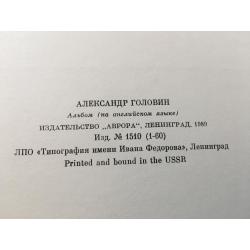 АЛЕКСАНДР ГОЛОВИН
Альбом (на английском языке)
ИЗДАТЕЛЬСТВО „АВРОРА", ЛЕНИНГРАД, 1989
Изд. № 1510 (1-60)
ЛПО «Типография имени Ивана Федорова», Ленинград
Printed and bound in the USSR